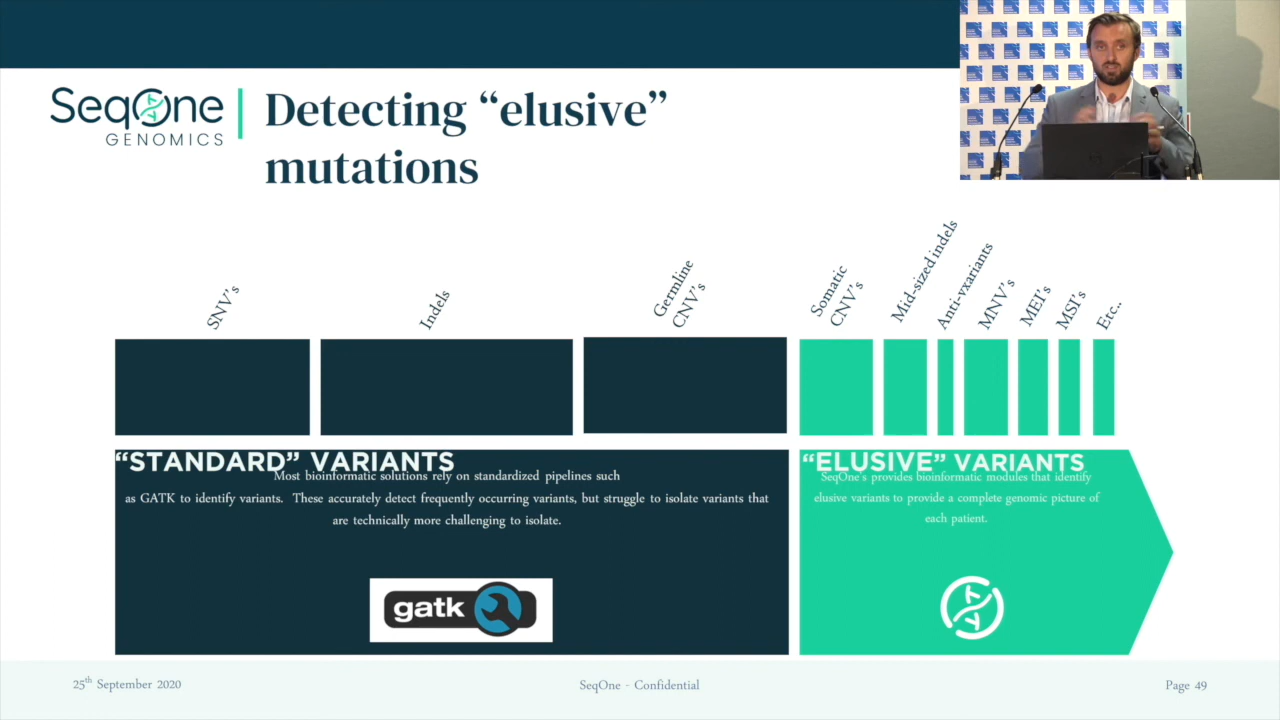 SeqOne
GENOMICS
Detecting “elusive”
mutations
SNV's
Indels
Germline
CNV's
Somatic
CNV's
Mid-sized indels
Anti-vxariants
MNV's
MEI's
MSI's
Etc..
“STANDARD” VARIANTS
Most bioinformatic solutions rely on standardized pipelines such
as GATK to identify variants. These accurately detect frequently occurring variants, but struggle to isolate variants that
are technically more challenging to isolate.
gatk
“ELUSIVE” VARIANTS
SeqOne's provides bioinformatic modules that identify
elusive variants to provide a complete genomic picture of
each patient.
25th September 2020
SeqOne - Confidential
Page 49